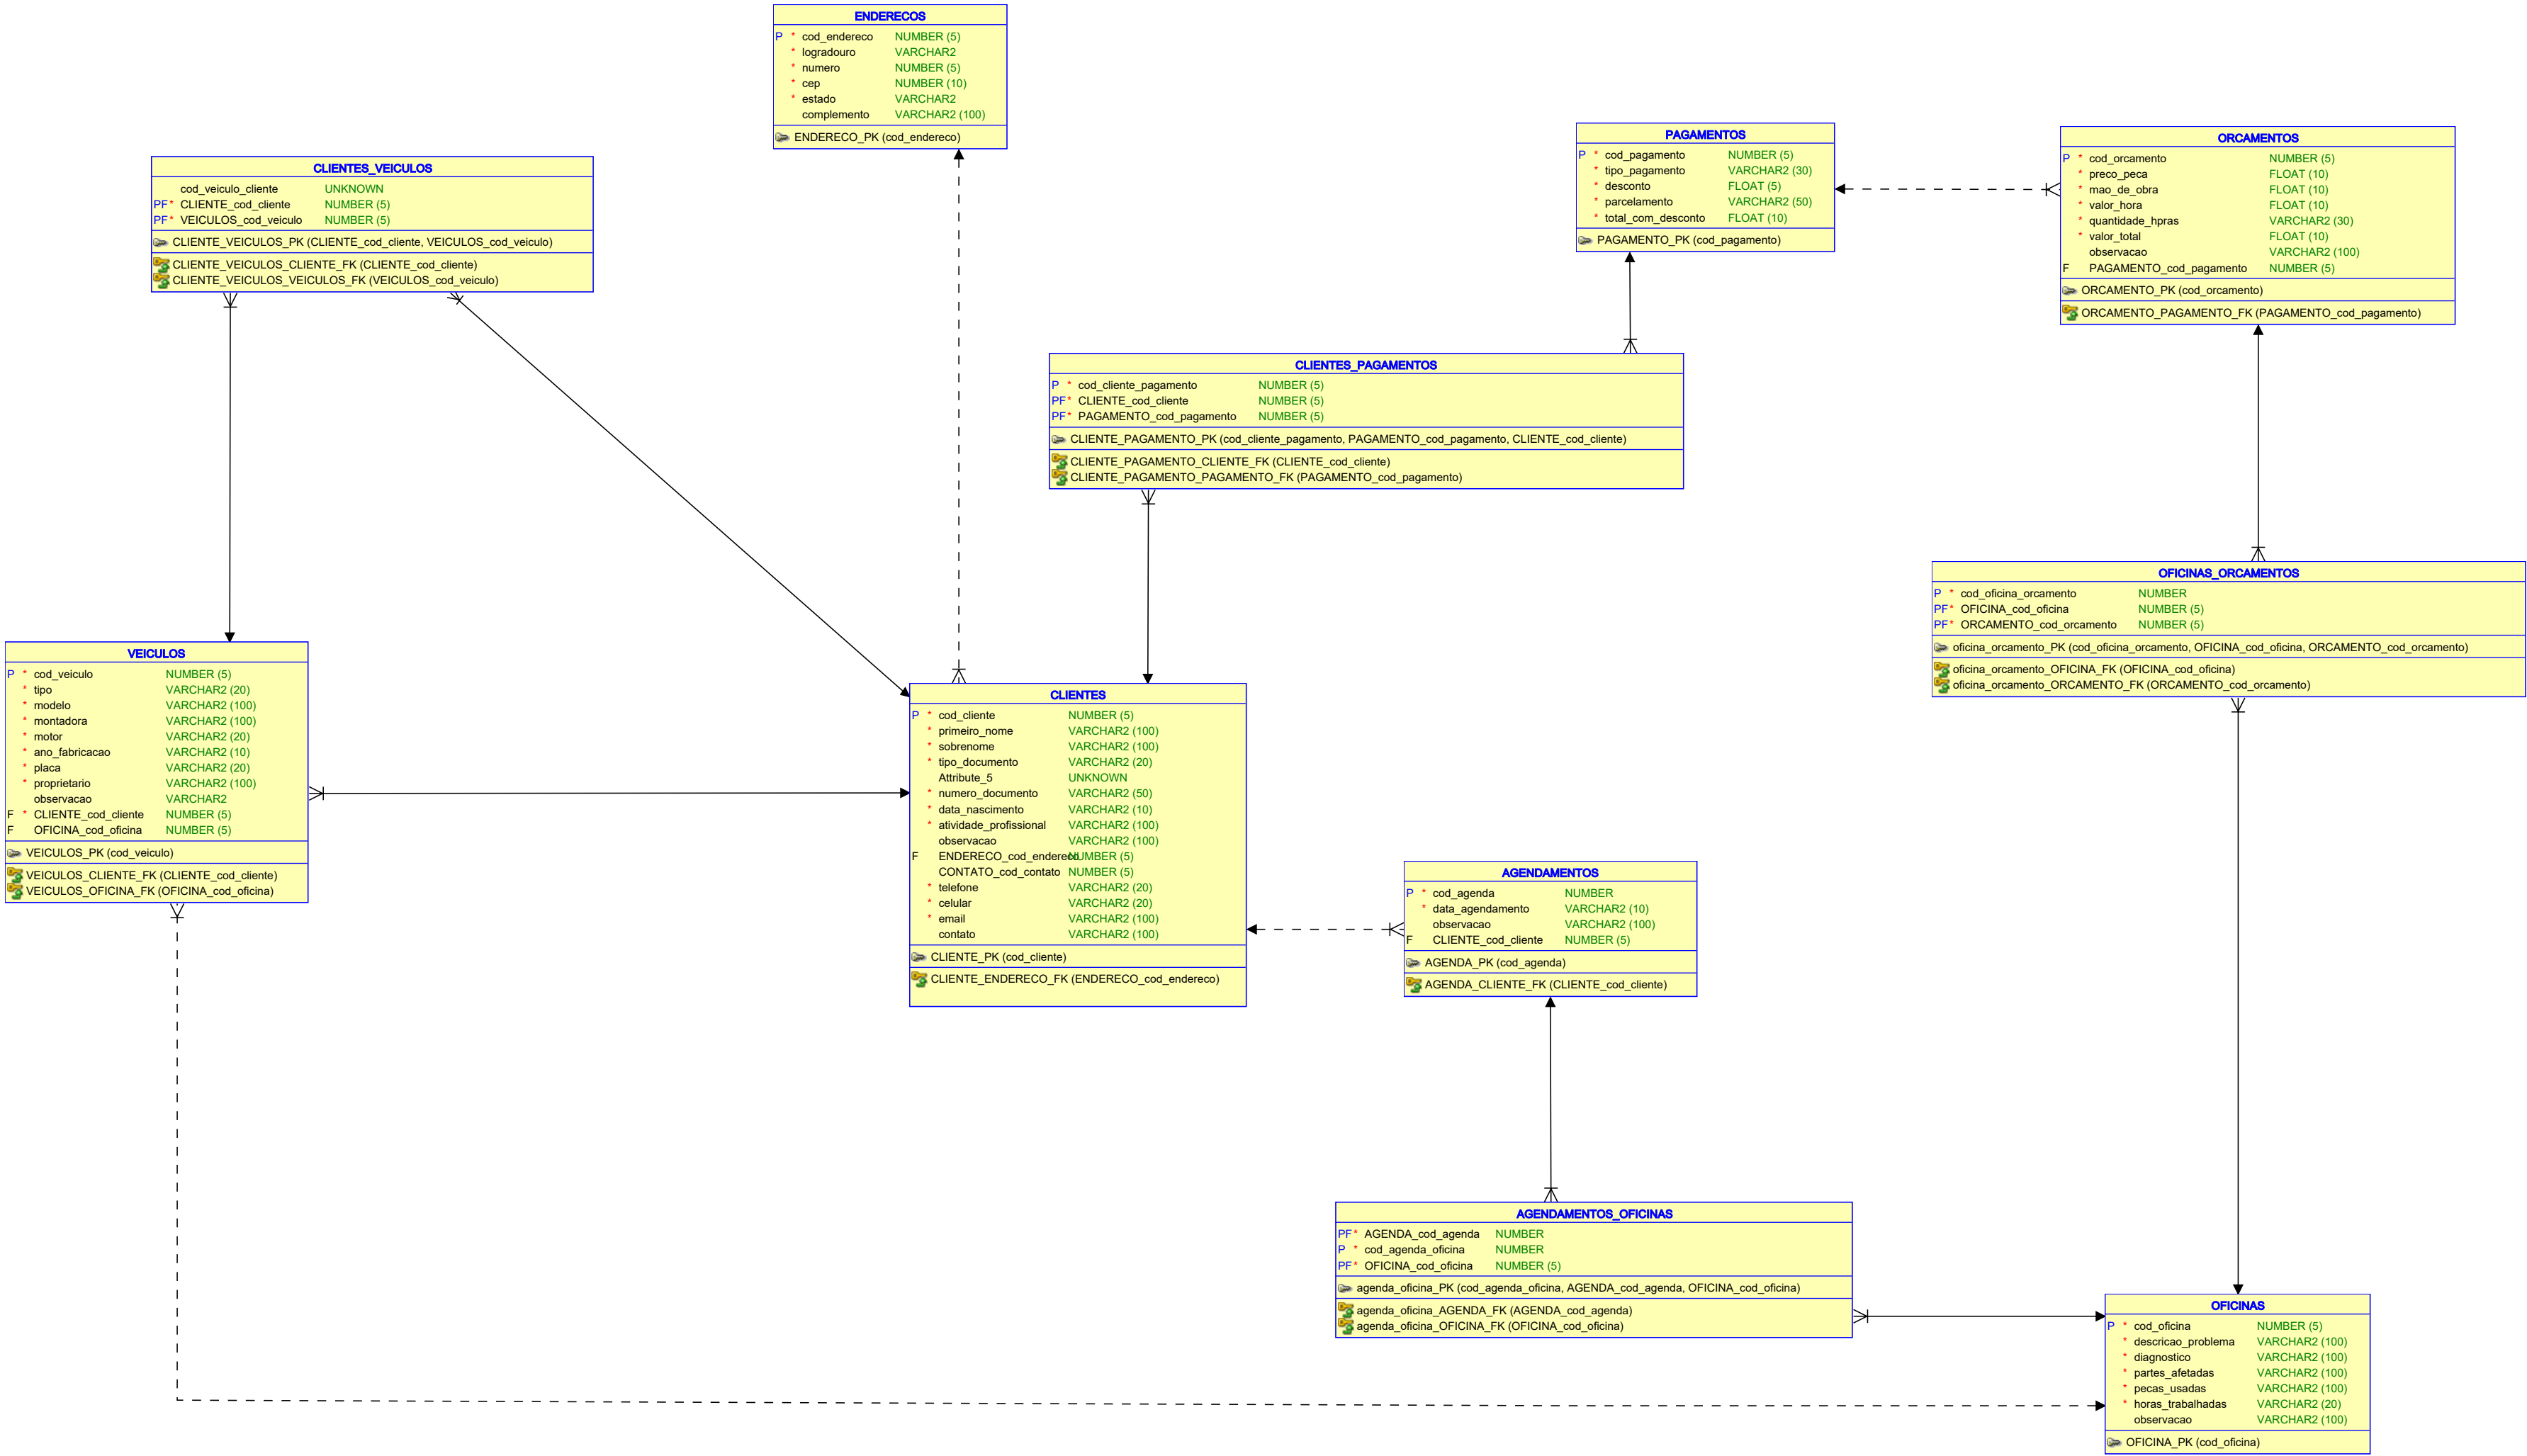 ENDERECOS
P * cod_endereco NUMBER (5)
* logradouro VARCHAR2
* numero NUMBER (5)
* cep NUMBER (10)
* estado VARCHAR2
complemento VARCHAR2 (100)
ENDERECO_PK (cod_endereco)
CLIENTES_VEICULOS
cod_veiculo_cliente UNKNOWN
PF* CLIENTE_cod_cliente NUMBER (5)
PF* VEICULOS_cod_veiculo NUMBER (5)
CLIENTE_VEICULOS_PK (CLIENTE_cod_cliente, VEICULOS_cod_veiculo)
CLIENTE_VEICULOS_CLIENTE_FK (CLIENTE_cod_cliente)
CLIENTE_VEICULOS_VEICULOS_FK (VEICULOS_cod_veiculo)
PAGAMENTOS
P * cod_pagamento NUMBER (5)
* tipo_pagamento VARCHAR2 (30)
* desconto FLOAT (5)
* parcelamento VARCHAR2 (50)
* total_com_desconto FLOAT (10)
PAGAMENTO_PK (cod_pagamento)
ORCAMENTOS
P * cod_orcamento NUMBER (5)
* preco_peca FLOAT (10)
* mao_de_obra FLOAT (10)
* valor_hora FLOAT (10)
* quantidade_hpras VARCHAR2 (30)
* valor_total FLOAT (10)
observacao VARCHAR2 (100)
F PAGAMENTO_cod_pagamento NUMBER (5)
ORCAMENTO_PK (cod_orcamento)
ORCAMENTO_PAGAMENTO_FK (PAGAMENTO_cod_pagamento)
CLIENTES_PAGAMENTOS
P * cod_cliente_pagamento NUMBER (5)
PF* CLIENTE_cod_cliente NUMBER (5)
PF* PAGAMENTO_cod_pagamento NUMBER (5)
CLIENTE_PAGAMENTO_PK (cod_cliente_pagamento, PAGAMENTO_cod_pagamento, CLIENTE_cod_cliente)
CLIENTE_PAGAMENTO_CLIENTE_FK (CLIENTE_cod_cliente)
CLIENTE_PAGAMENTO_PAGAMENTO_FK (PAGAMENTO_cod_pagamento)
OFICINAS_ORCAMENTOS
P * cod_oficina_orcamento NUMBER
PF* OFICINA_cod_oficina NUMBER (5)
PF* ORCAMENTO_cod_orcamento NUMBER (5)
oficina_orcamento_PK (cod_oficina_orcamento, OFICINA_cod_oficina, ORCAMENTO_cod_orcamento)
oficina_orcamento_OFICINA_FK (OFICINA_cod_oficina)
oficina_orcamento_ORCAMENTO_FK (ORCAMENTO_cod_orcamento)
VEICULOS
P * cod_veiculo NUMBER (5)
* tipo VARCHAR2 (20)
* modelo VARCHAR2 (100)
* montadora VARCHAR2 (100)
* motor VARCHAR2 (20)
* ano_fabricacao VARCHAR2 (10)
* placa VARCHAR2 (20)
* proprietario VARCHAR2 (100)
observacao VARCHAR2
F * CLIENTE_cod_cliente NUMBER (5)
F OFICINA_cod_oficina NUMBER (5)
VEICULOS_PK (cod_veiculo)
VEICULOS_CLIENTE_FK (CLIENTE_cod_cliente)
VEICULOS_OFICINA_FK (OFICINA_cod_oficina)
CLIENTES
P * cod_cliente NUMBER (5)
* primeiro_nome VARCHAR2 (100)
* sobrenome VARCHAR2 (100)
* tipo_documento VARCHAR2 (20)
Attribute_5 UNKNOWN
* numero_documento VARCHAR2 (50)
* data_nascimento VARCHAR2 (10)
* atividade_profissional VARCHAR2 (100)
observacao VARCHAR2 (100)
F ENDERECO_cod_endereco NUMBER (5)
CONTATO_cod_contato NUMBER (5)
* telefone VARCHAR2 (20)
* celular VARCHAR2 (20)
* email VARCHAR2 (100)
contato VARCHAR2 (100)
CLIENTE_PK (cod_cliente)
CLIENTE_ENDERECO_FK (ENDERECO_cod_endereco)
AGENDAMENTOS
P * cod_agenda NUMBER
* data_agendamento VARCHAR2 (10)
observacao VARCHAR2 (100)
F CLIENTE_cod_cliente NUMBER (5)
AGENDA_PK (cod_agenda)
AGENDA_CLIENTE_FK (CLIENTE_cod_cliente)
AGENDAMENTOS_OFICINAS
PF* AGENDA_cod_agenda NUMBER
P * cod_agenda_oficina NUMBER
PF* OFICINA_cod_oficina NUMBER (5)
agenda_oficina_PK (cod_agenda_oficina, AGENDA_cod_agenda, OFICINA_cod_oficina)
agenda_oficina_AGENDA_FK (AGENDA_cod_agenda)
agenda_oficina_OFICINA_FK (OFICINA_cod_oficina)
OFICINAS
P * cod_oficina NUMBER (5)
* descricao_problema VARCHAR2 (100)
* diagnostico VARCHAR2 (100)
* partes_afetadas VARCHAR2 (100)
* pecas_usadas VARCHAR2 (100)
* horas_trabalhadas VARCHAR2 (20)
observacao VARCHAR2 (100)
OFICINA_PK (cod_oficina)